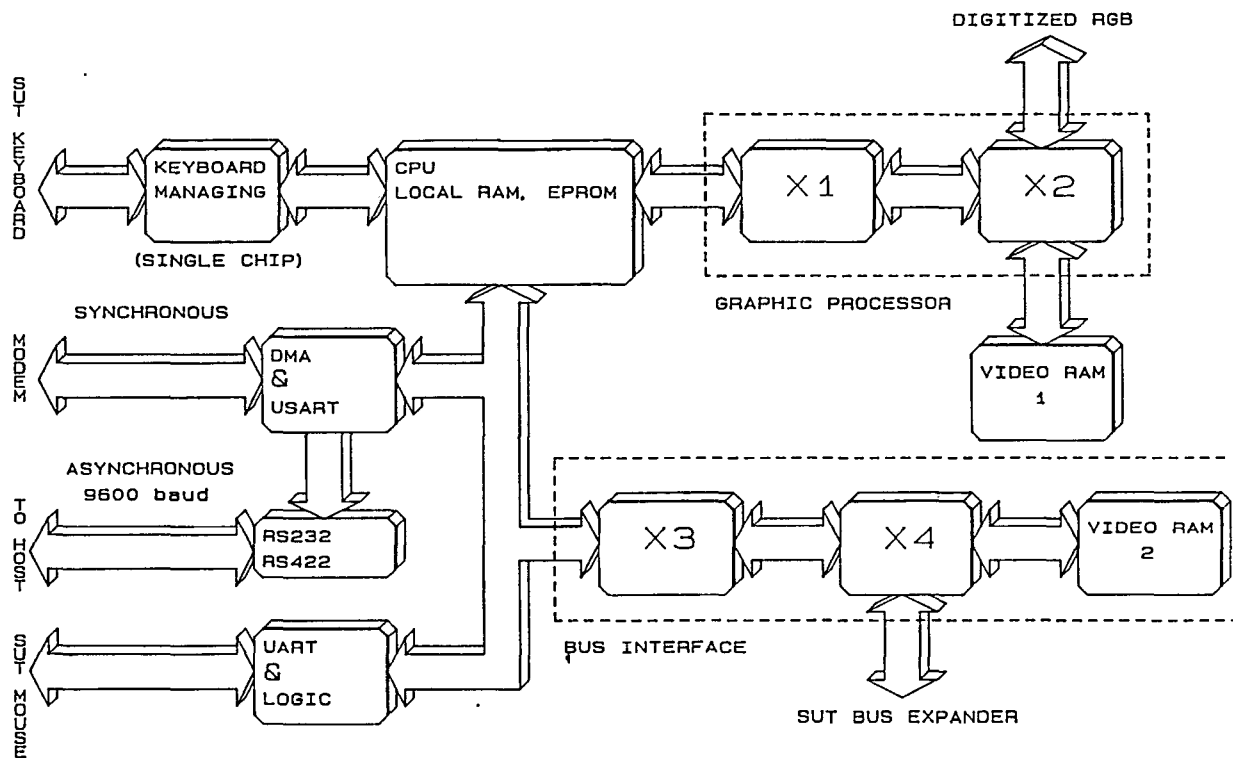 DIGITIZED RGB
SUT KEYBOARD
KEYBOARD
MANAGING
(SINGLE CHIP)
CPU
LOCAL RAM, EPROM
X1
X2
GRAPHIC PROCESSOR
VIDEO RAM
1
SYNCHRONOUS
MODEM
DMA
&
USART
ASYNCHRONOUS
9600 baud
TO HOST
RS232
RS422
X3
X4
VIDEO RAM
2
BUS INTERFACE
SUT MOUSE
UART
&
LOGIC
SUT BUS EXPANDER